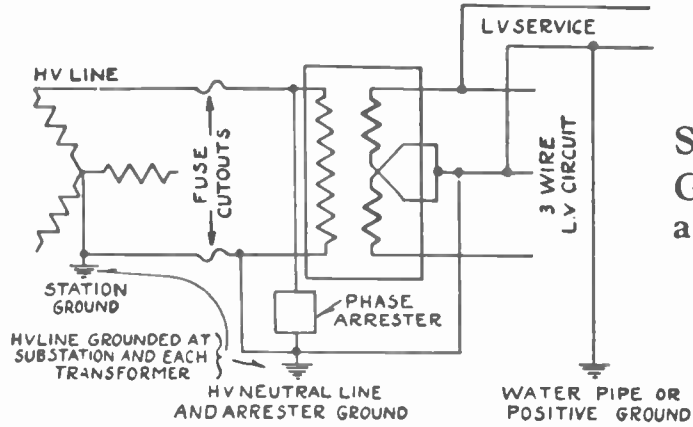 LV SERVICE
HV LINE
FUSE
CUTOUTS
3 WIRE
L.V CIRCUIT
S
G
a
STATION
GROUND
PHASE
ARRESTER
HV LINE GROUNDED AT
SUBSTATION AND EACH
TRANSFORMER
HV NEUTRAL LINE
AND ARRESTER GROUND
WATER PIPE OR
POSITIVE GROUND